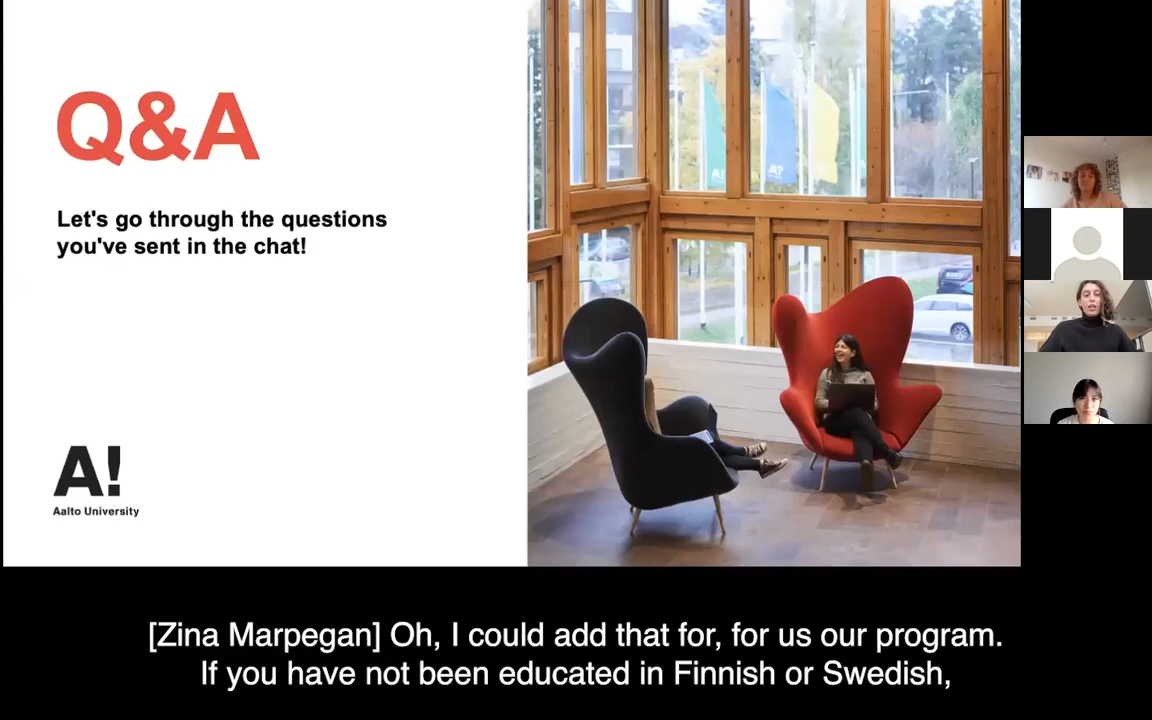 Q&A
Let's go through the questions
you've sent in the chat!
A!
Aalto University
[Zina Marpegan] Oh, I could add that for, for us our program.
If you have not been educated in Finnish or Swedish,